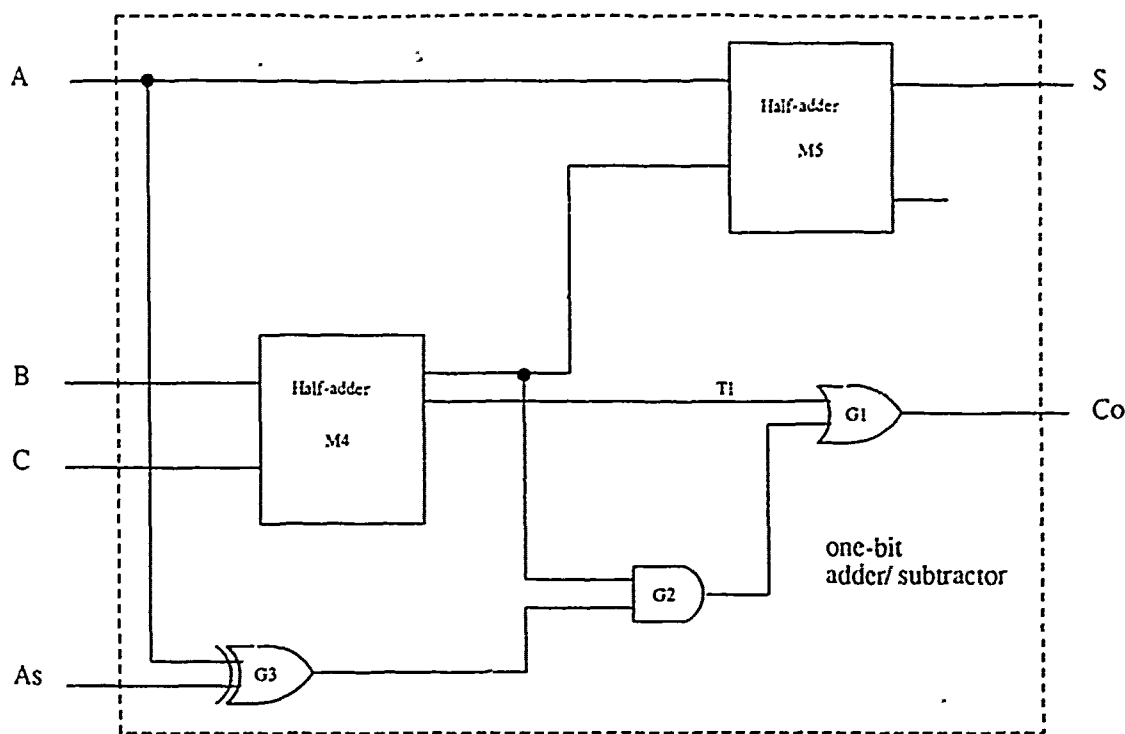 A
S
Half-adder
M5
B
Half-adder
T1
G1
Co
M4
C
one-bit
adder/ subtractor
G2
As
G3